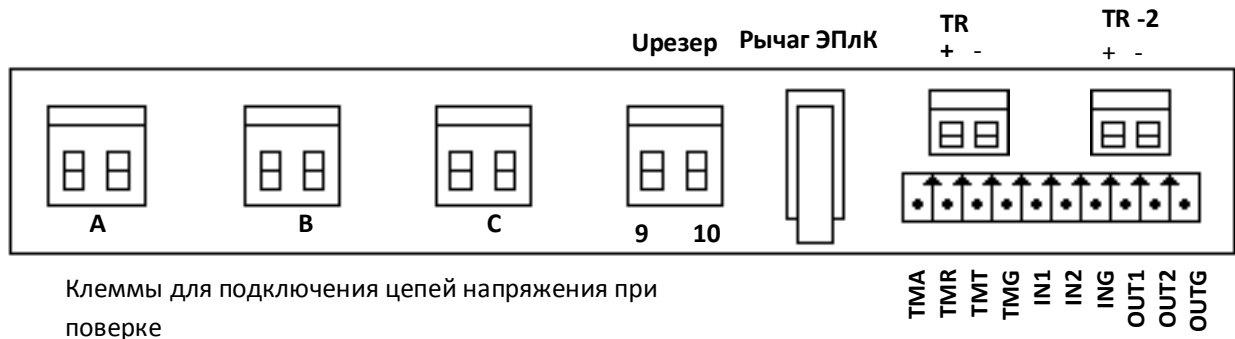 Uрезер Рычаг ЭПлК TR TR -2
+ - + -
A B C 9 10
TMA
TMR
TMT
TMG
IN1
IN2
ING
OUT1
OUT2
OUTG
Клеммы для подключения цепей напряжения при
поверке